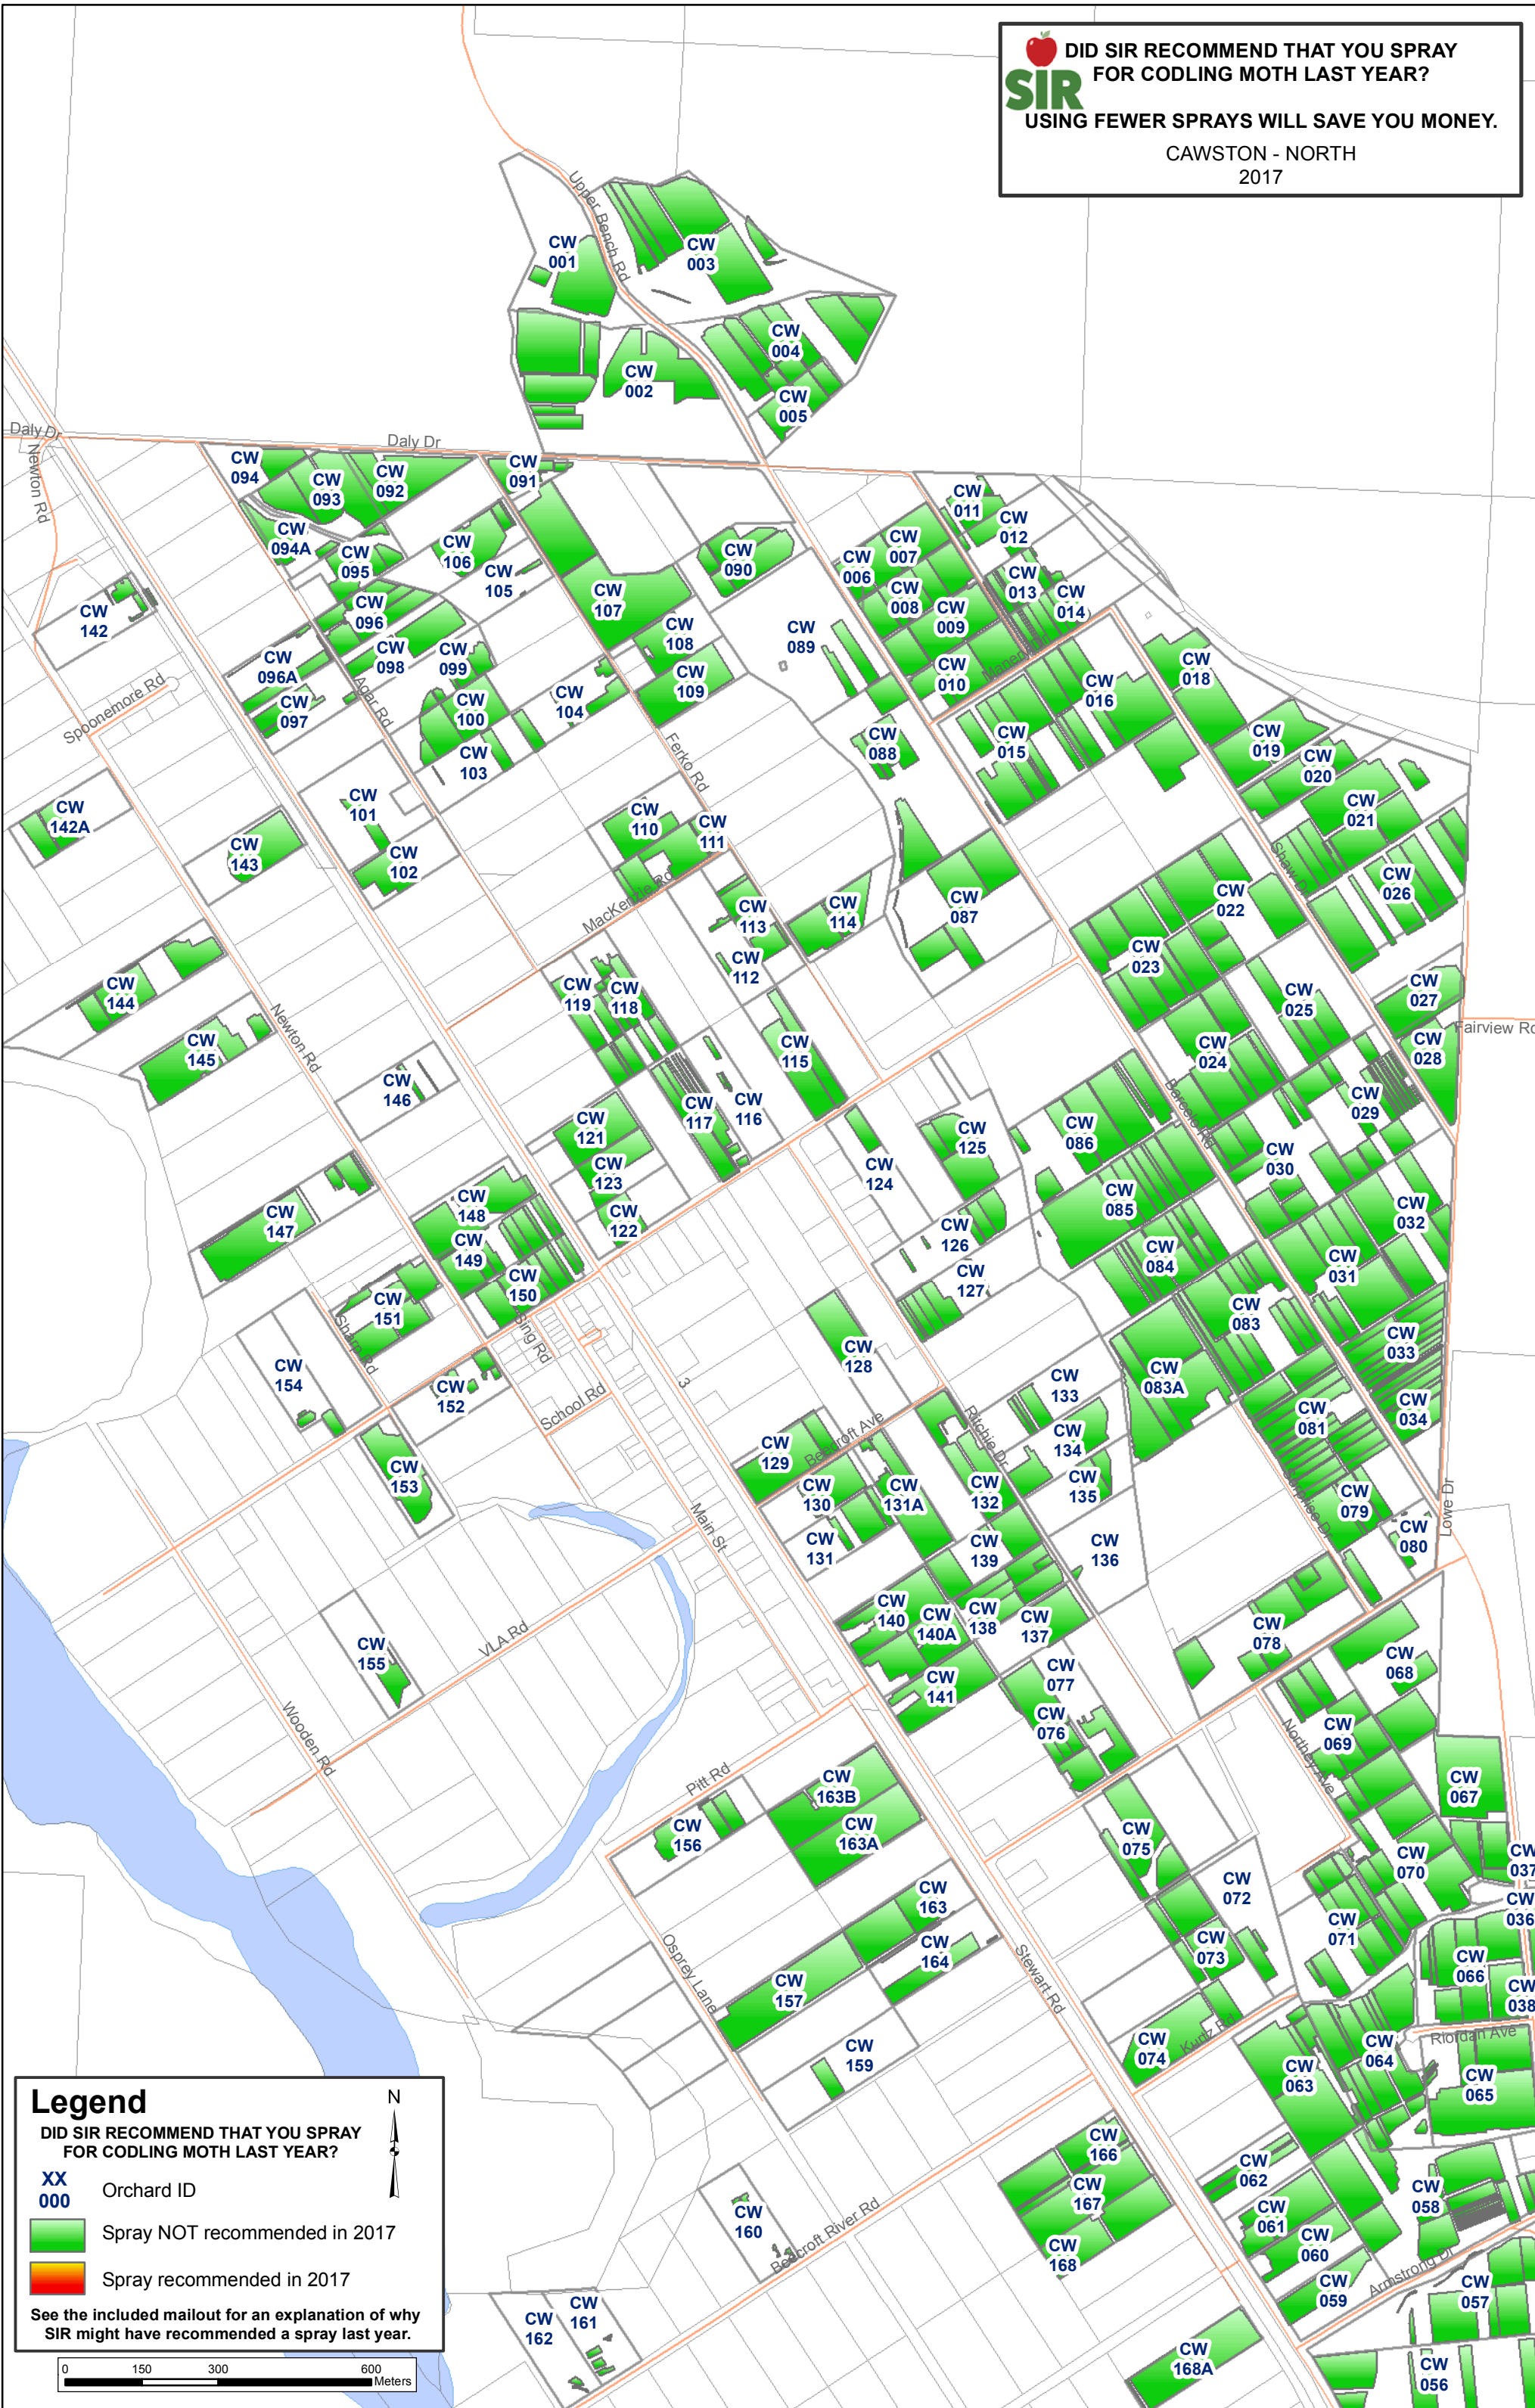 DID SIR RECOMMEND THAT YOU SPRAY
FOR CODLING MOTH LAST YEAR?
SIR
USING FEWER SPRAYS WILL SAVE YOU MONEY.
CAWSTON - NORTH
2017
Upper Bench Rd
CW
001
CW
003
CW
004
CW
002
CW
005
Daly Dr
Daly Dr
Newton Rd
CW
094
CW
093
CW
092
CW
091
CW
094A
CW
095
CW
106
CW
105
CW
090
CW
011
CW
012
CW
007
CW
006
CW
008
CW
013
CW
014
CW
009
CW
010
CW
142
CW
096
CW
107
CW
108
CW
089
CW
098
CW
099
CW
096A
CW
109
CW
016
CW
018
Spoonemore Rd
CW
097
Agar Rd
CW
100
CW
104
CW
103
Ferko Rd
CW
088
CW
015
CW
019
CW
020
CW
021
CW
142A
CW
101
CW
143
CW
102
CW
110
CW
111
Shaw Dr
MacKenzie Rd
CW
113
CW
114
CW
087
CW
022
CW
026
CW
112
CW
023
CW
144
CW
119
CW
118
CW
025
CW
027
Fairview Rd
Newton Rd
CW
145
CW
115
CW
024
CW
028
CW
146
CW
117
CW
116
Barcelo Rd
CW
029
CW
121
CW
125
CW
086
CW
123
CW
124
CW
030
CW
148
CW
085
CW
032
CW
147
CW
122
CW
149
CW
126
CW
084
CW
031
CW
150
CW
127
CW
151
CW
083
CW
033
Sharp Rd
Bing Rd
CW
128
CW
154
CW
152
School Rd
3
CW
133
CW
083A
CW
034
CW
081
Ritchie Dr
Becroft Ave
CW
134
CW
129
CW
153
CW
130
CW
131A
CW
132
CW
135
Surprise Dr
CW
079
Lowe Dr
Main St
CW
131
CW
139
CW
136
CW
080
CW
140
CW
140A
CW
138
CW
137
CW
078
VLA Rd
CW
155
CW
077
CW
068
CW
141
CW
076
Wooden Rd
Northey Ave
CW
069
Pitt Rd
CW
163B
CW
067
CW
156
CW
163A
CW
075
CW
070
CW
037
CW
163
CW
072
CW
036
CW
164
CW
073
CW
071
CW
066
Osprey Lane
Stewart Rd
CW
157
CW
038
Riordan Ave
CW
159
CW
074
Kurtz Rd
CW
063
CW
064
CW
065
CW
166
CW
062
CW
167
CW
058
CW
160
Beecroft River Rd
CW
061
CW
060
CW
168
Armstrong Dr
CW
059
CW
057
CW
162
CW
161
CW
168A
CW
056
Legend
N
DID SIR RECOMMEND THAT YOU SPRAY
FOR CODLING MOTH LAST YEAR?
XX
000
Orchard ID
Spray NOT recommended in 2017
Spray recommended in 2017
See the included mailout for an explanation of why
SIR might have recommended a spray last year.
0 150 300 600
Meters